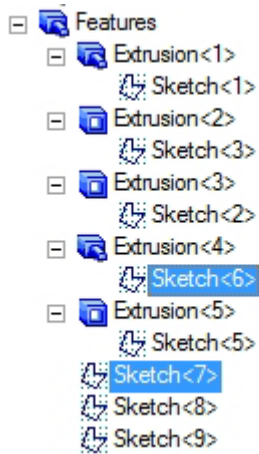 Features
Extrusion<1>
Sketch<1>
Extrusion<2>
Sketch<3>
Extrusion<3>
Sketch<2>
Extrusion<4>
Sketch<6>
Extrusion<5>
Sketch<5>
Sketch<7>
Sketch<8>
Sketch<9>